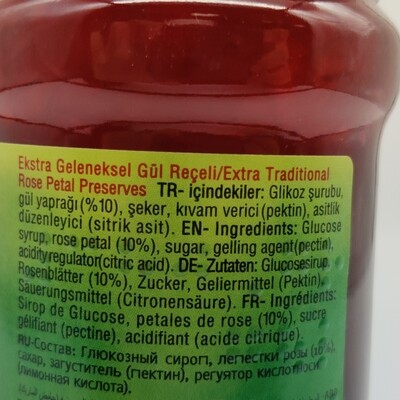 Ekstra Geleneksel Gül Reçeli/Extra Traditional
Rose Petal Preserves TR- İçindekiler: Glikoz şurubu,
gül yaprağı (%10), şeker, kıvam verici (pektin), asitlik
düzenleyici (sitrik asit). EN- Ingredients: Glucose
syrup, rose petal (10%), sugar, gelling agent(pectin),
acidity regulator(citric acid). DE- Zutaten: Glucosesirup,
Rosenblätter (10%), Zucker, Geliermittel (Pektin),
Säuerungsmittel (Citronensäure). FR- Ingrédients:
Sirop de Glucose, petales de rose (10%), sucre
gélifiant (pectine), acidifiant (acide citrique).
RU-Состав: Глюкозный сироп, лепестки розы (10%),
сахар, загуститель (пектин), регуятор кислотноси
(лимонная кислота).